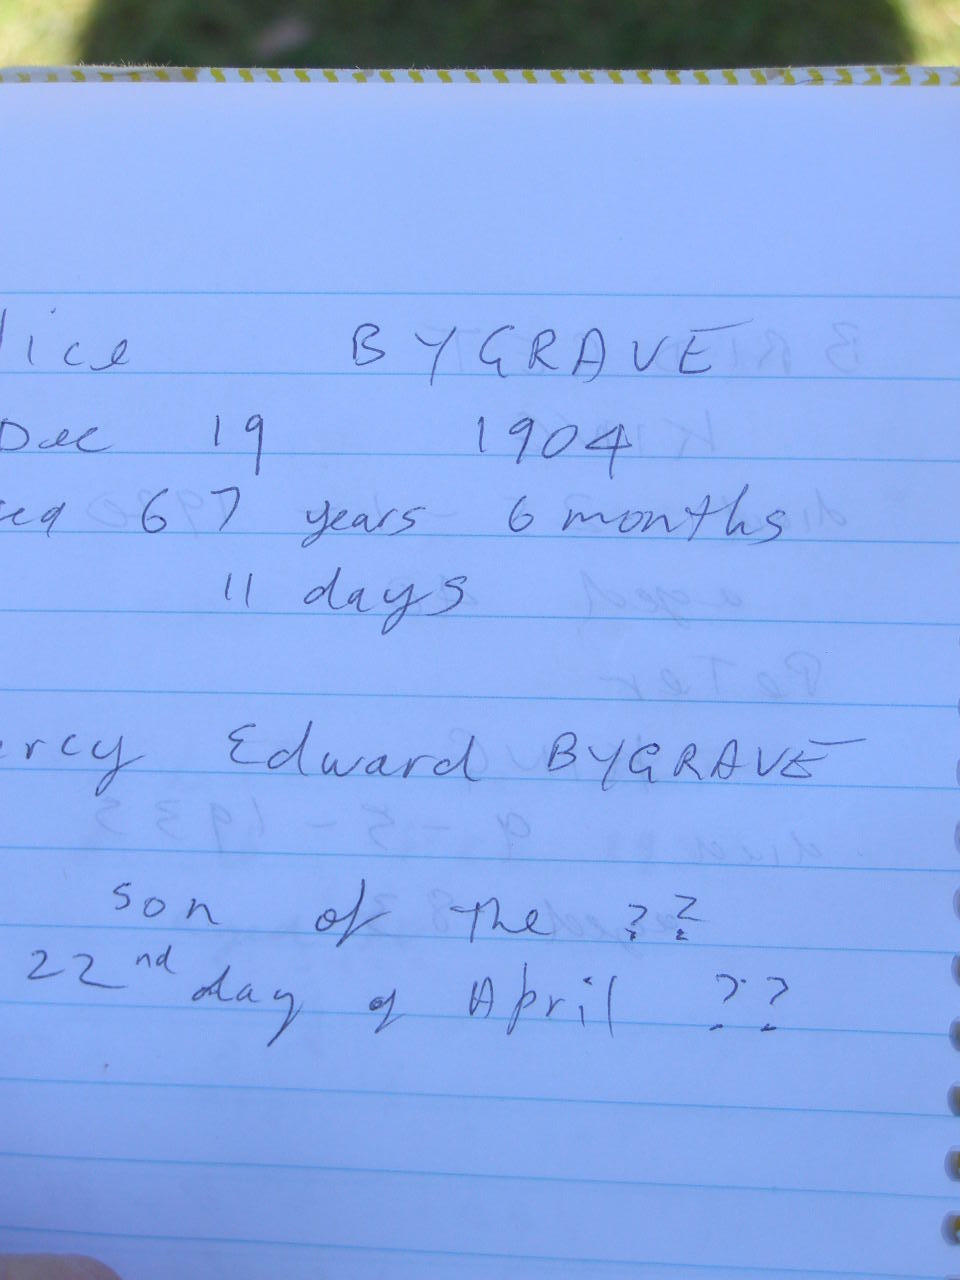 lice BYGRAVE
Dec 19 1904
ed 67 years 6 months
11 days
ercy Edward BYGRAVE
son of the ??
22nd day of April ??